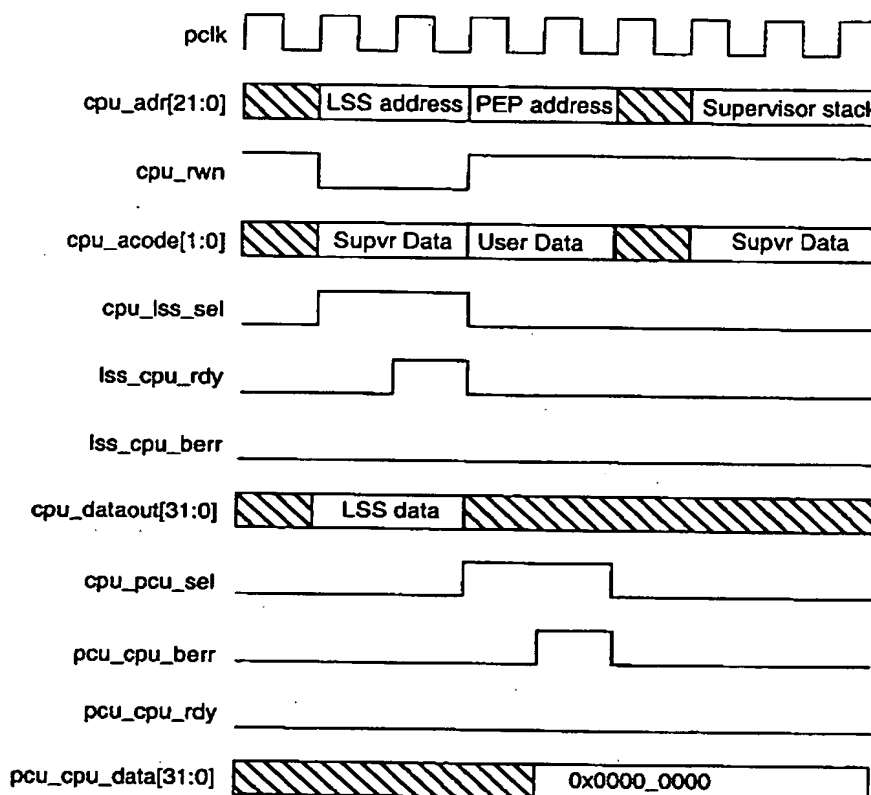 pclk
cpu_adr[21:0] LSS address PEP address Supervisor stack
cpu_rwn
cpu_acode[1:0] Supvr Data User Data Supvr Data
cpu_lss_sel
lss_cpu_rdy
lss_cpu_berr
cpu_dataout[31:0] LSS data
cpu_pcu_sel
pcu_cpu_berr
pcu_cpu_rdy
pcu_cpu_data[31:0] 0x0000_0000